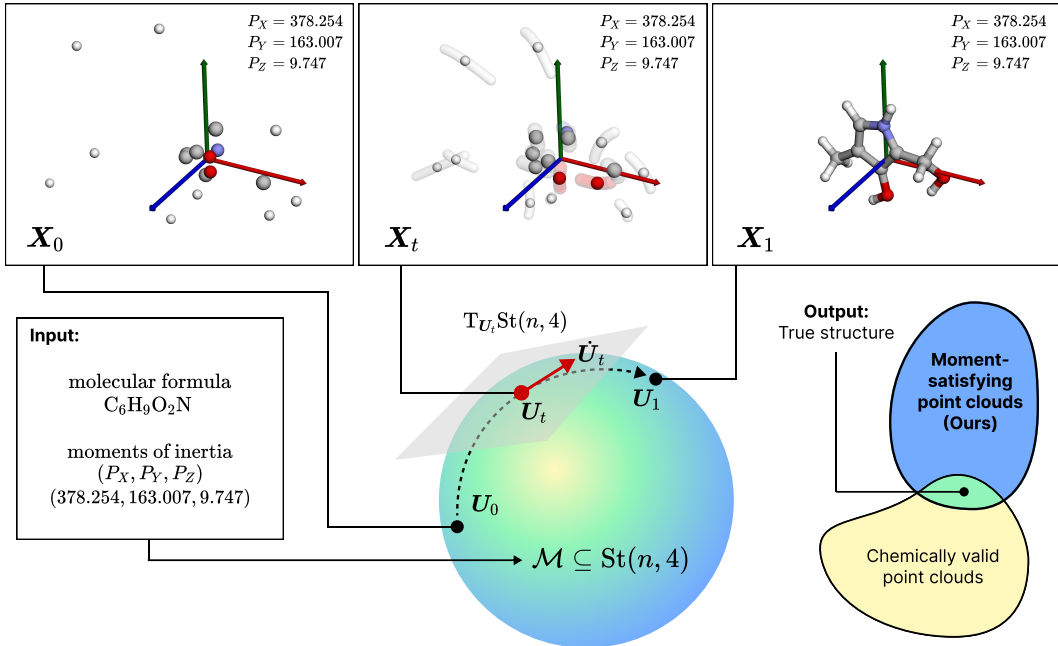 P_X = 378.254
P_Y = 163.007
P_Z = 9.747
X_0
P_X = 378.254
P_Y = 163.007
P_Z = 9.747
X_t
P_X = 378.254
P_Y = 163.007
P_Z = 9.747
X_1
Input:
molecular formula
C_6H_9O_2N
moments of inertia
(P_X, P_Y, P_Z)
(378.254, 163.007, 9.747)
T_{U_t}St(n, 4)
U̇_t
U_t
U_1
U_0
ℳ ⊆ St(n, 4)
Output:
True structure
Moment-
satisfying
point clouds
(Ours)
Chemically valid
point clouds